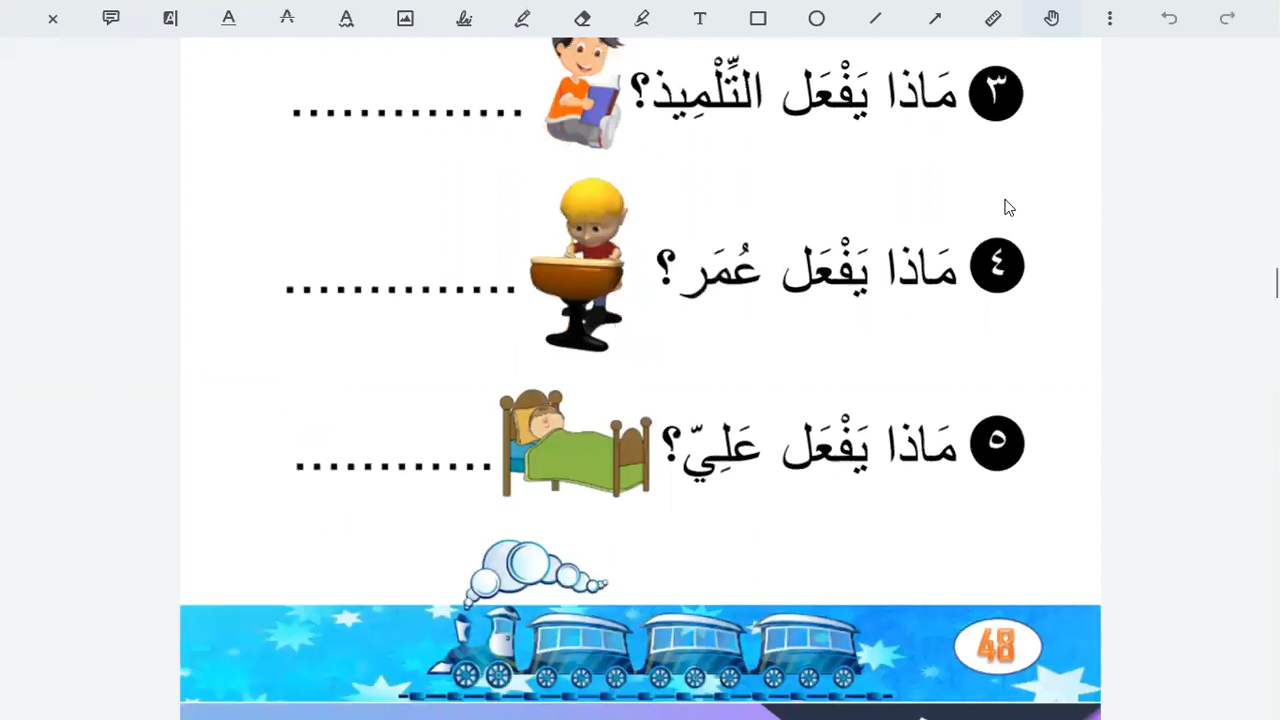 ٣ مَاذا يَفْعَل التِّلْمِيذ؟ ..............
٤ مَاذا يَفْعَل عُمَر؟ ..............
٥ مَاذا يَفْعَل عَلِيّ؟ ............
48